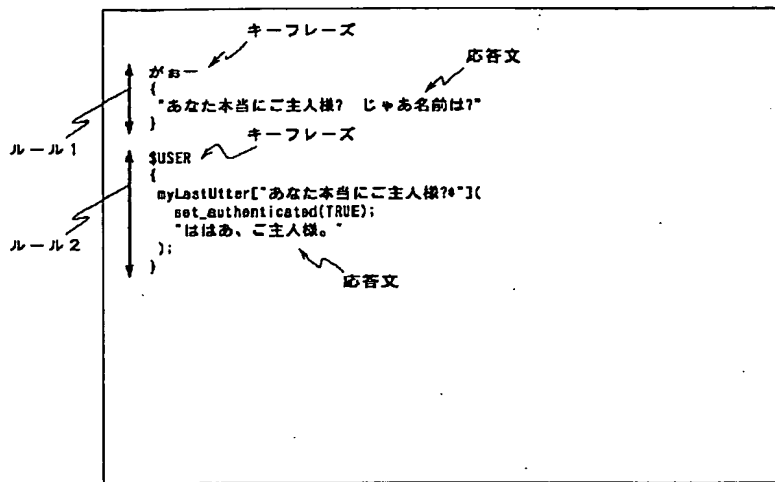 キーフレーズ
応答文
がぉー
{
"あなた本当にご主人様? じゃあ名前は?"
}
ルール1
キーフレーズ
$USER
{
myLastUtter["あなた本当にご主人様?*"](
set_authenticated(TRUE);
"ははあ、ご主人様。"
);
}
ルール2
応答文